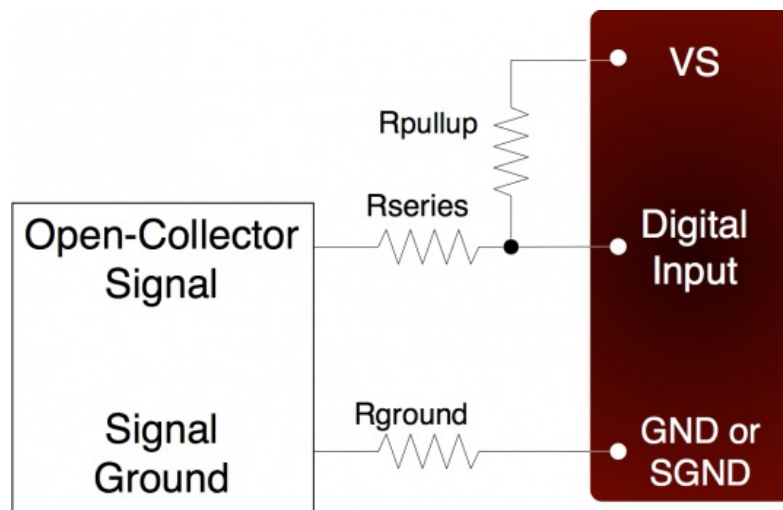 VS
Rpullup
Rseries
Open-Collector
Signal
Digital
Input
Rground
Signal
Ground
GND or
SGND